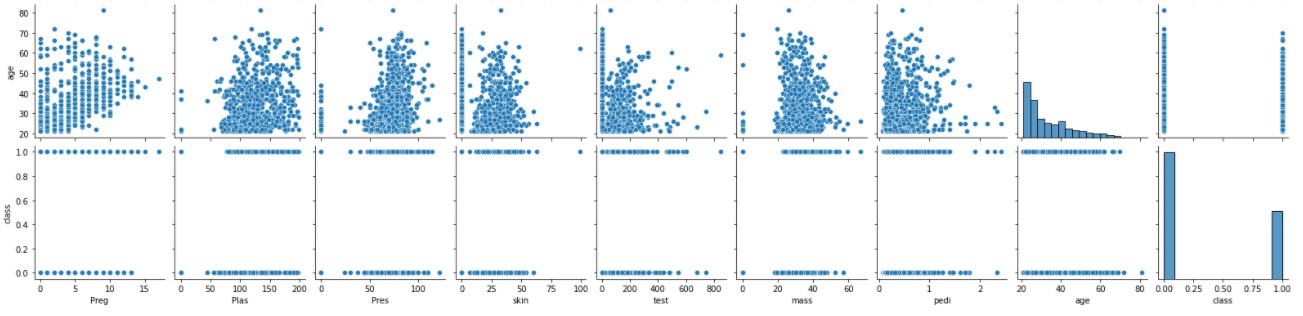 80
70
60
50
40
30
20
age
1.0
0.8
0.6
0.4
0.2
0.0
class
0 5 10 15
0 50 100 150 200
0 50 100
0 25 50 75 100
0 200 400 600 800
0 20 40 60
0 1 2
20 40 60 80
0.00 0.25 0.50 0.75 1.00
Preg Plas Pres skin test mass pedi age class